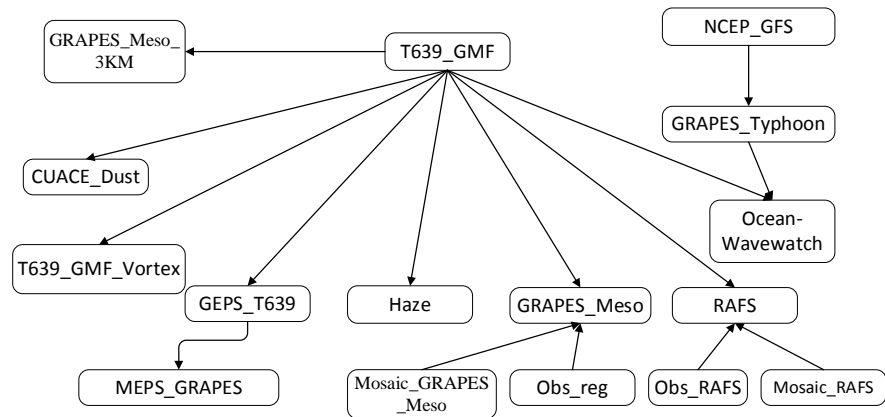 GRAPES_Meso_
3KM
T639_GMF
NCEP_GFS
GRAPES_Typhoon
CUACE_Dust
Ocean-
Wavewatch
T639_GMF_Vortex
GEPS_T639
Haze
GRAPES_Meso
RAFS
MEPS_GRAPES
Mosaic_GRAPES
_Meso
Obs_reg
Obs_RAFS
Mosaic_RAFS